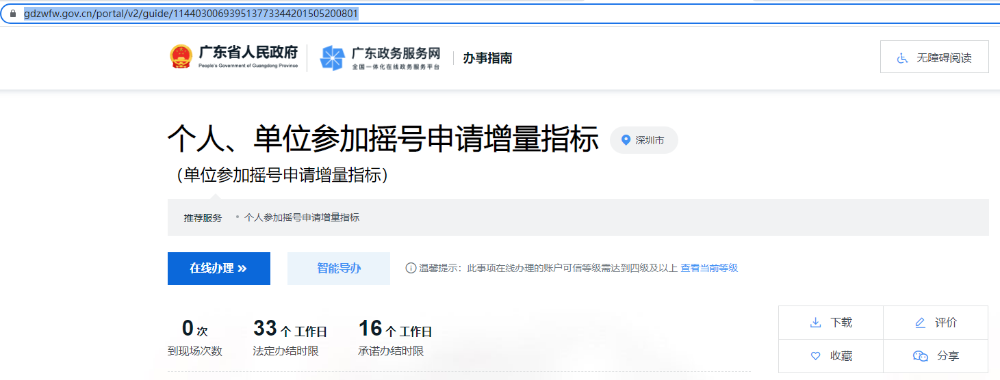 gdzwfw.gov.cn/portal/v2/guide/11440300693951377334420150520080​1
广东省人民政府
People's Government of Guangdong Province
广东政务服务网
全国一体化在线政务服务平台
办事指南
无障碍阅读
个人、单位参加摇号申请增量指标
深圳市
（单位参加摇号申请增量指标）
推荐服务 • 个人参加摇号申请增量指标
在线办理
智能导办
温馨提示：此事项在线办理的账户可信等级需达到四级及以上 查看当前等级
0 次
到现场次数
33 个 工作日
法定办结时限
16 个 工作日
承诺办结时限
下载
评价
收藏
分享